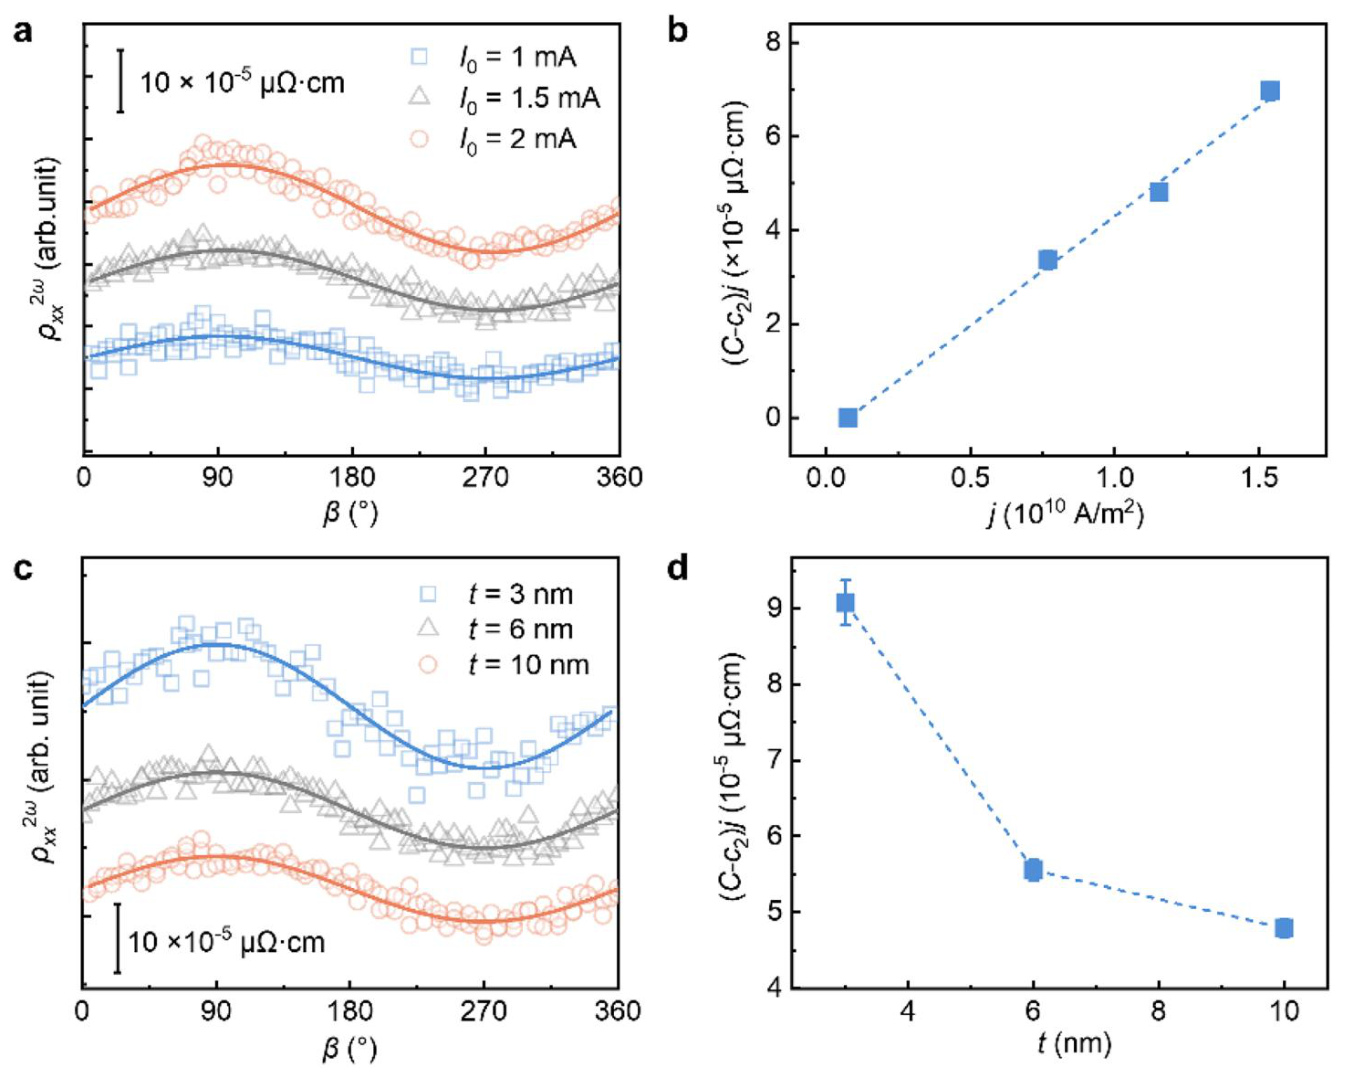 a
10 × 10⁻⁵ μΩ·cm
I₀ = 1 mA
I₀ = 1.5 mA
I₀ = 2 mA
ρₓₓ²ω (arb.unit)
0 90 180 270 360
β (°)
b
8
6
4
2
0
(C-c₂)j (×10⁻⁵ μΩ·cm)
0.0 0.5 1.0 1.5
j (10¹⁰ A/m²)
c
t = 3 nm
t = 6 nm
t = 10 nm
ρₓₓ²ω (arb. unit)
10 ×10⁻⁵ μΩ·cm
0 90 180 270 360
β (°)
d
9
8
7
6
5
4
(C-c₂)j (10⁻⁵ μΩ·cm)
4 6 8 10
t (nm)